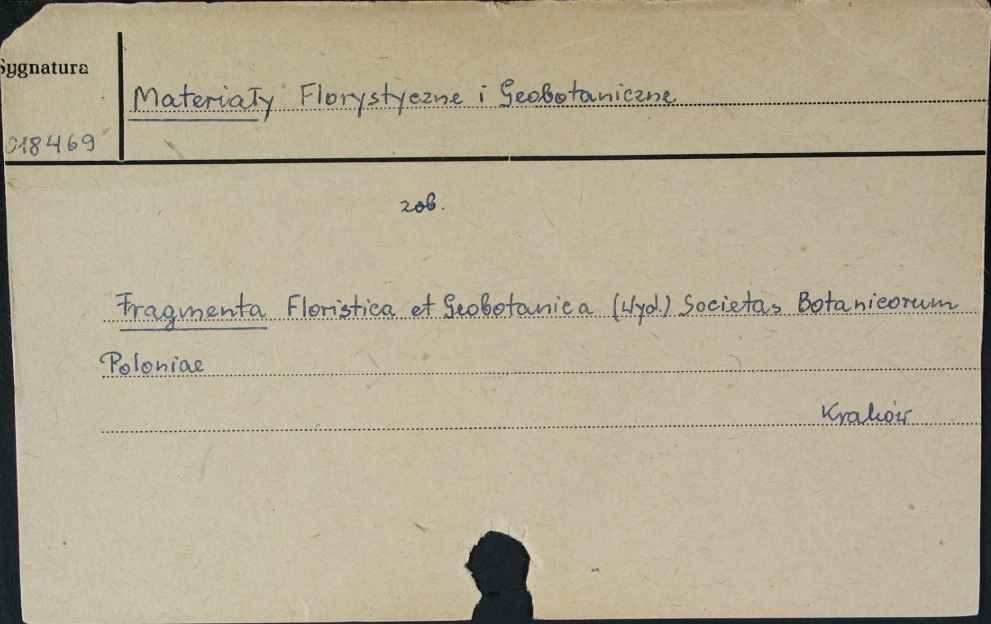 Sygnatura
Materiały Florystyczne i Geobotaniczne
018469
zob.
Fragmenta Floristica et Geobotanica (Wyd.) Societas Botanicorum
Poloniae
Kraków